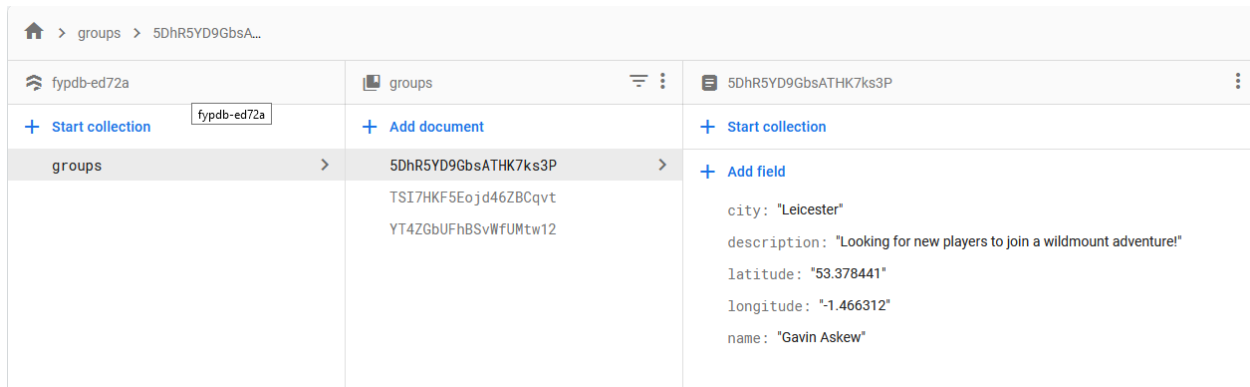 groups > 5DhR5YD9GbsA...
fypdb-ed72a
fypdb-ed72a
+ Start collection
groups
groups
+ Add document
5DhR5YD9GbsATHK7ks3P
TSI7HKF5Eojd46ZBCqvt
YT4ZGbUFhBSvWfUMtw12
5DhR5YD9GbsATHK7ks3P
+ Start collection
+ Add field
city: "Leicester"
description: "Looking for new players to join a wildmount adventure!"
latitude: "53.378441"
longitude: "-1.466312"
name: "Gavin Askew"